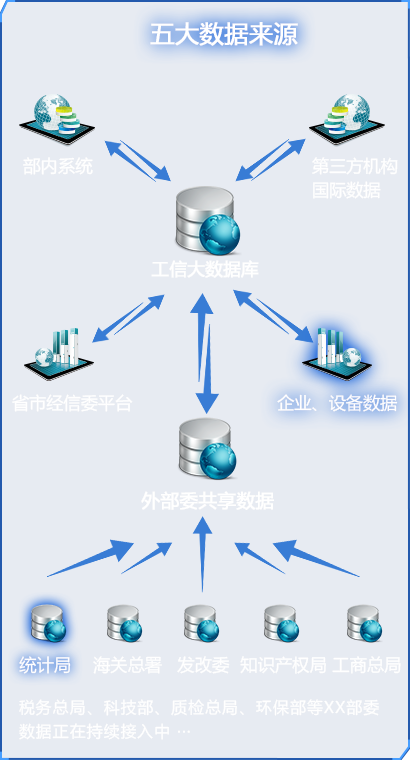 五大数据来源
部内系统
第三方机构
国际数据
工信大数据库
省市经信委平台
企业、设备数据
外部委共享数据
统计局 海关总署 发改委 知识产权局 工商总局
税务总局、科技部、质检总局、环保部等XX部委
数据正在持续接入中 ···